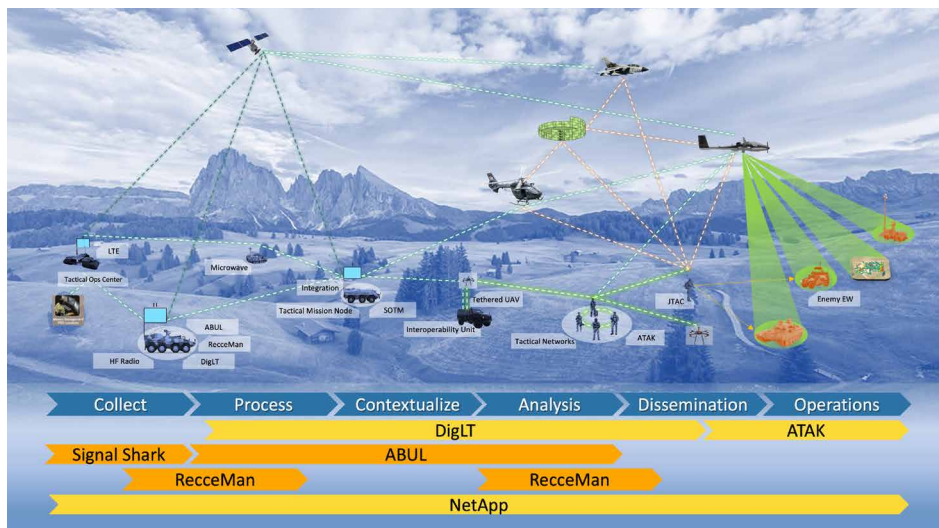 LTE
Tactical Ops Center
Microwave
Integration
Tactical Mission Node
SOTM
ABUL
RecceMan
HF Radio
DigLT
Tethered UAV
Interoperability Unit
Tactical Networks
ATAK
JTAC
Enemy EW
Collect
Process
Contextualize
Analysis
Dissemination
Operations
DigLT
ATAK
Signal Shark
ABUL
RecceMan
RecceMan
NetApp